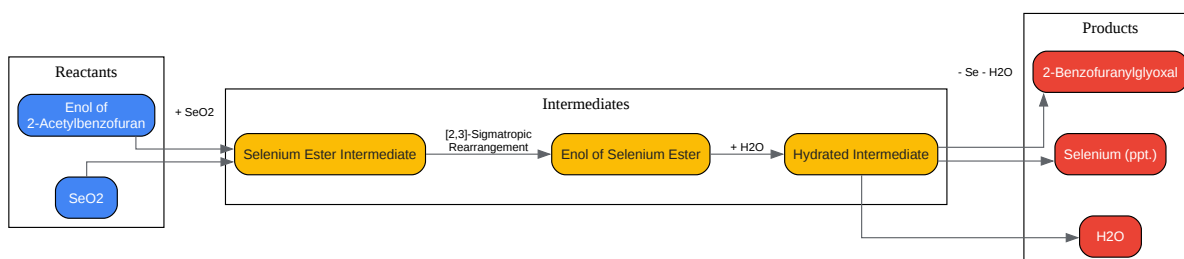 Reactants
Enol of
2-Acetylbenzofuran
SeO2
+ SeO2
Intermediates
Selenium Ester Intermediate
[2,3]-Sigmatropic
Rearrangement
Enol of Selenium Ester
+ H2O
Hydrated Intermediate
- Se - H2O
Products
2-Benzofuranylglyoxal
Selenium (ppt.)
H2O